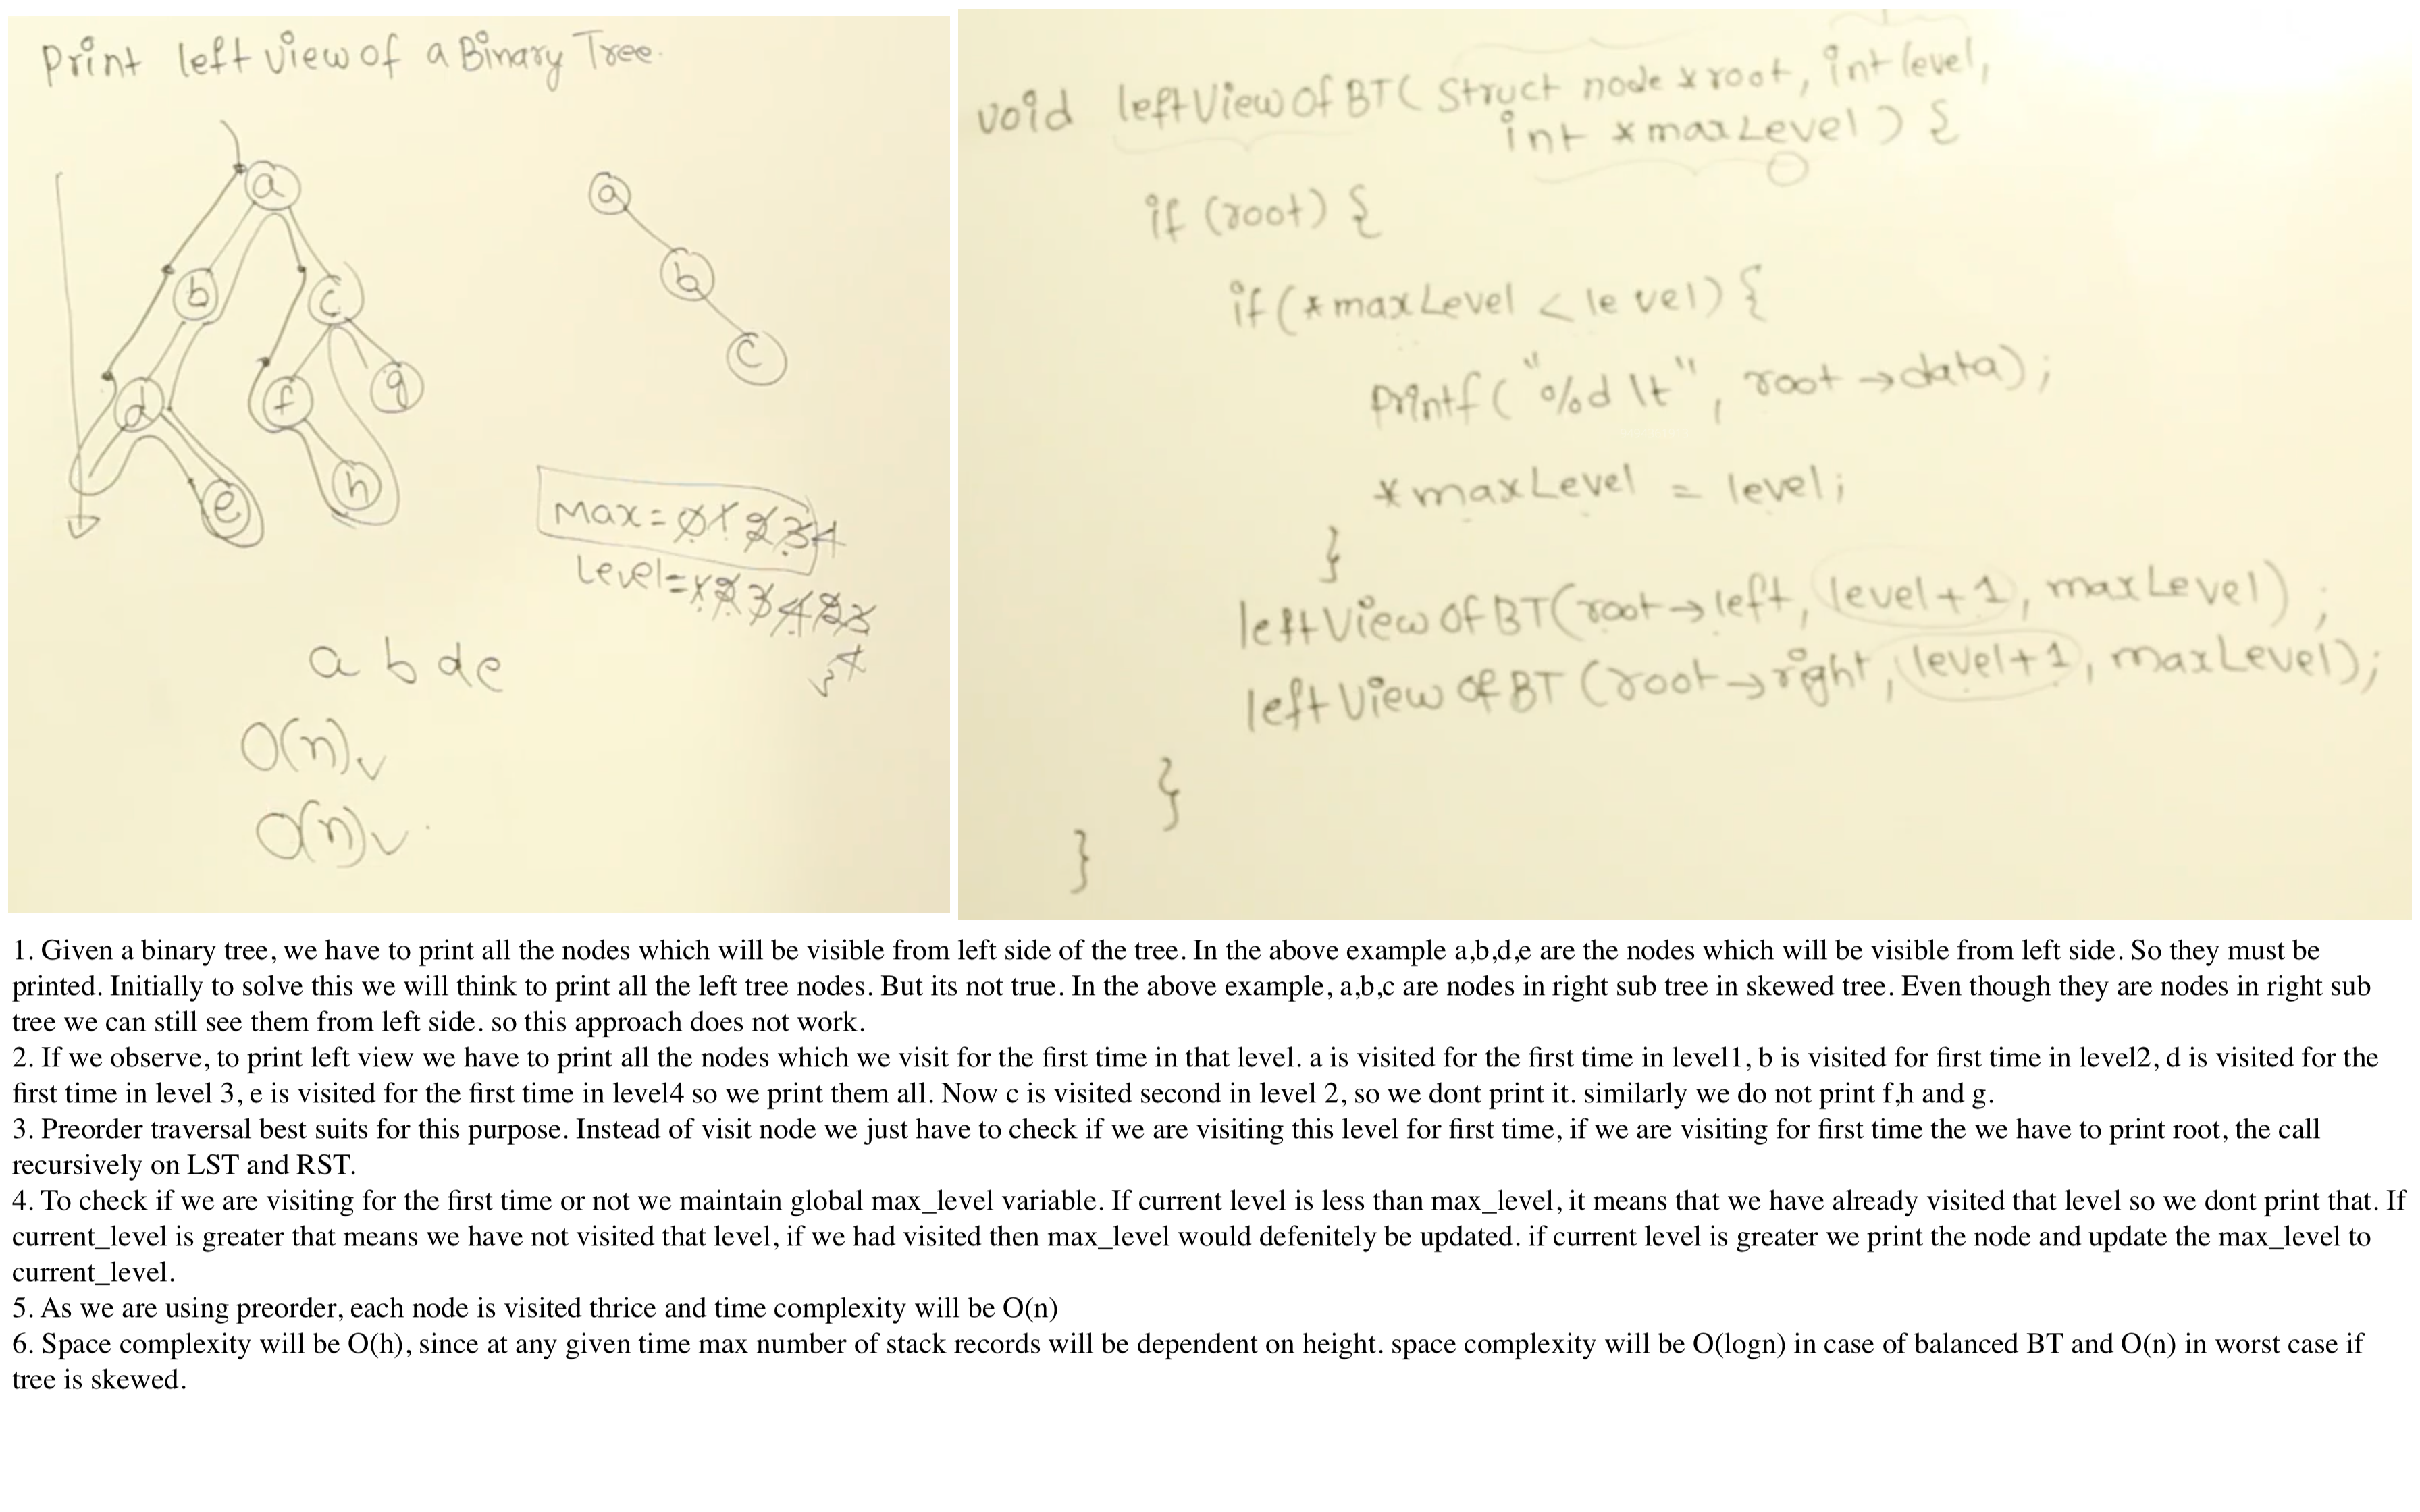 Print left view of a Binary Tree.
a
b
c
d
f
g
e
h
a
b
c
Max = 0 1 2 3 4
Level = 1 2 3 4 2 3
4
a b d e
O(n)
O(n)
void leftViewOfBT( Struct node *root, int level,
int *maxLevel ) {
if (root) {
if (*maxLevel < level) {
Printf( "%d \t", root →data);
*maxLevel = level;
}
leftViewOfBT(root→left, level+1, maxLevel) ;
leftViewOfBT (root→right, level+1, maxLevel);
}
}
1. Given a binary tree, we have to print all the nodes which will be visible from left side of the tree. In the above example a,b,d,e are the nodes which will be visible from left side. So they must be
printed. Initially to solve this we will think to print all the left tree nodes. But its not true. In the above example, a,b,c are nodes in right sub tree in skewed tree. Even though they are nodes in right sub
tree we can still see them from left side. so this approach does not work.
2. If we observe, to print left view we have to print all the nodes which we visit for the first time in that level. a is visited for the first time in level1, b is visited for first time in level2, d is visited for the
first time in level 3, e is visited for the first time in level4 so we print them all. Now c is visited second in level 2, so we dont print it. similarly we do not print f,h and g.
3. Preorder traversal best suits for this purpose. Instead of visit node we just have to check if we are visiting this level for first time, if we are visiting for first time the we have to print root, the call
recursively on LST and RST.
4. To check if we are visiting for the first time or not we maintain global max_level variable. If current level is less than max_level, it means that we have already visited that level so we dont print that. If
current_level is greater that means we have not visited that level, if we had visited then max_level would defenitely be updated. if current level is greater we print the node and update the max_level to
current_level.
5. As we are using preorder, each node is visited thrice and time complexity will be O(n)
6. Space complexity will be O(h), since at any given time max number of stack records will be dependent on height. space complexity will be O(logn) in case of balanced BT and O(n) in worst case if
tree is skewed.